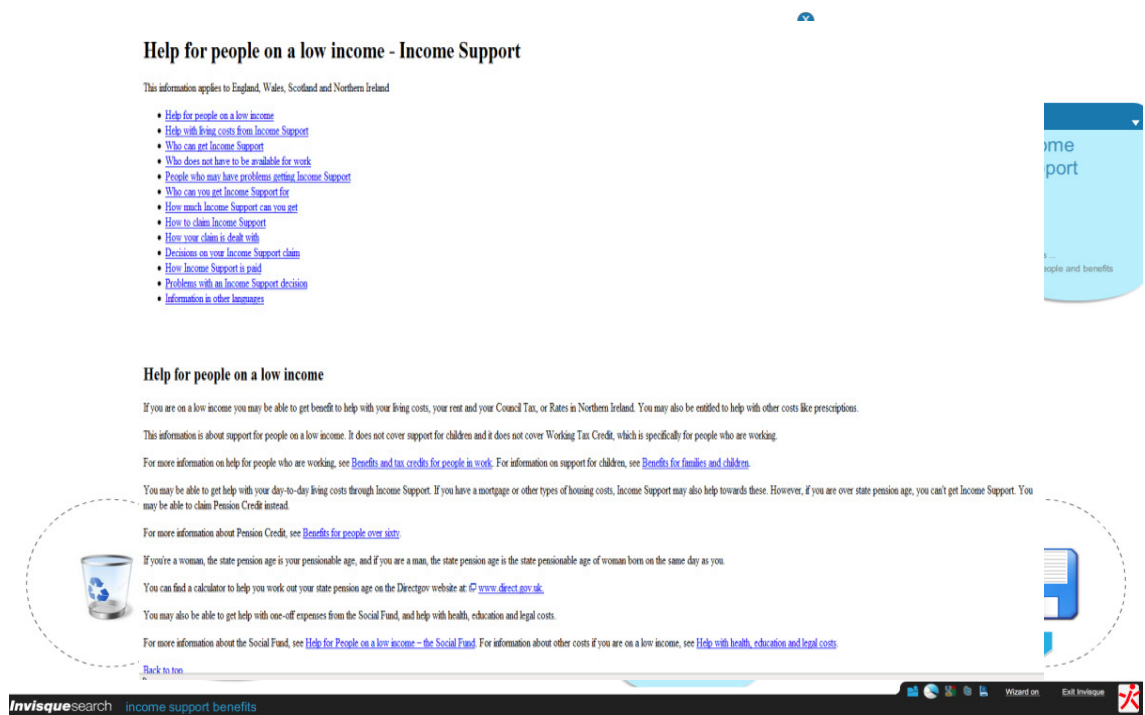 Help for people on a low income - Income Support
This information applies to England, Wales, Scotland and Northern Ireland
Help for people on a low income
Help with living costs from Income Support
Who can get Income Support
Who does not have to be available for work
People who may have problems getting Income Support
Who can you get Income Support for
How much Income Support can you get
How to claim Income Support
How your claim is dealt with
Decisions on your Income Support claim
How Income Support is paid
Problems with an Income Support decision
Information in other languages
ome
port
s ...
eople and benefits
Help for people on a low income
If you are on a low income you may be able to get benefit to help with your living costs, your rent and your Council Tax, or Rates in Northern Ireland. You may also be entitled to help with other costs like prescriptions.
This information is about support for people on a low income. It does not cover support for children and it does not cover Working Tax Credit, which is specifically for people who are working.
For more information on help for people who are working, see Benefits and tax credits for people in work. For information on support for children, see Benefits for families and children.
You may be able to get help with your day-to-day living costs through Income Support. If you have a mortgage or other types of housing costs, Income Support may also help towards these. However, if you are over state pension age, you can't get Income Support. You
may be able to claim Pension Credit instead.
For more information about Pension Credit, see Benefits for people over sixty.
If you're a woman, the state pension age is your pensionable age, and if you are a man, the state pension age is the state pensionable age of woman born on the same day as you.
You can find a calculator to help you work out your state pension age on the Directgov website at: www.direct.gov.uk.
You may also be able to get help with one-off expenses from the Social Fund, and help with health, education and legal costs.
For more information about the Social Fund, see Help for People on a low income – the Social Fund. For information about other costs if you are on a low income, see Help with health, education and legal costs.
Back to top
Invisquesearch income support benefits
Wizard on Exit Invisque